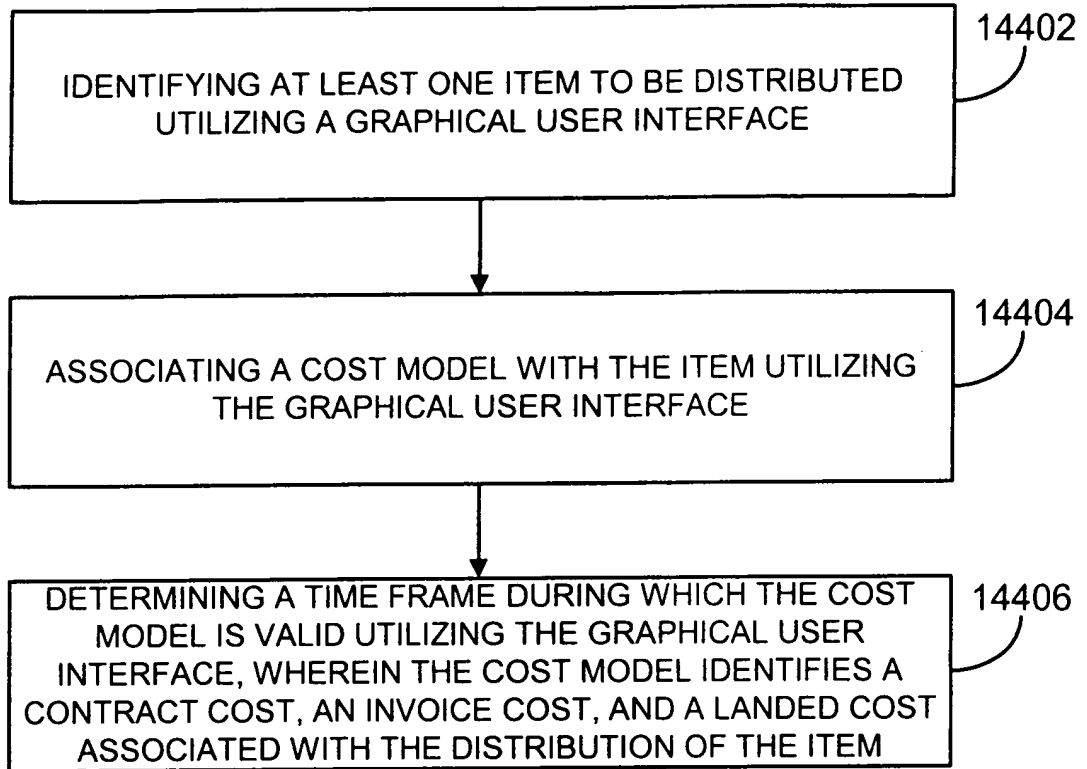 14402
IDENTIFYING AT LEAST ONE ITEM TO BE DISTRIBUTED
UTILIZING A GRAPHICAL USER INTERFACE
14404
ASSOCIATING A COST MODEL WITH THE ITEM UTILIZING
THE GRAPHICAL USER INTERFACE
14406
DETERMINING A TIME FRAME DURING WHICH THE COST
MODEL IS VALID UTILIZING THE GRAPHICAL USER
INTERFACE, WHEREIN THE COST MODEL IDENTIFIES A
CONTRACT COST, AN INVOICE COST, AND A LANDED COST
ASSOCIATED WITH THE DISTRIBUTION OF THE ITEM